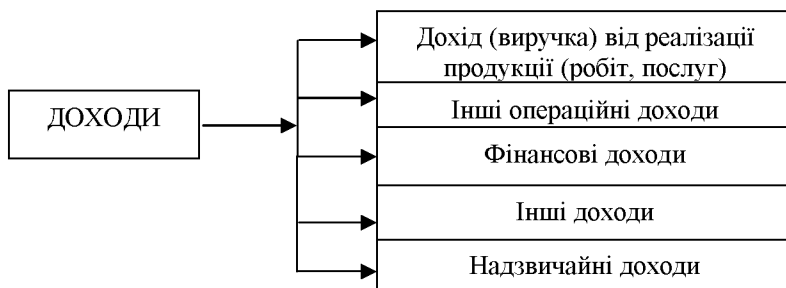 Дохід (виручка) від реалізації
продукції (робіт, послуг)
ДОХОДИ
Інші операційні доходи
Фінансові доходи
Інші доходи
Надзвичайні доходи